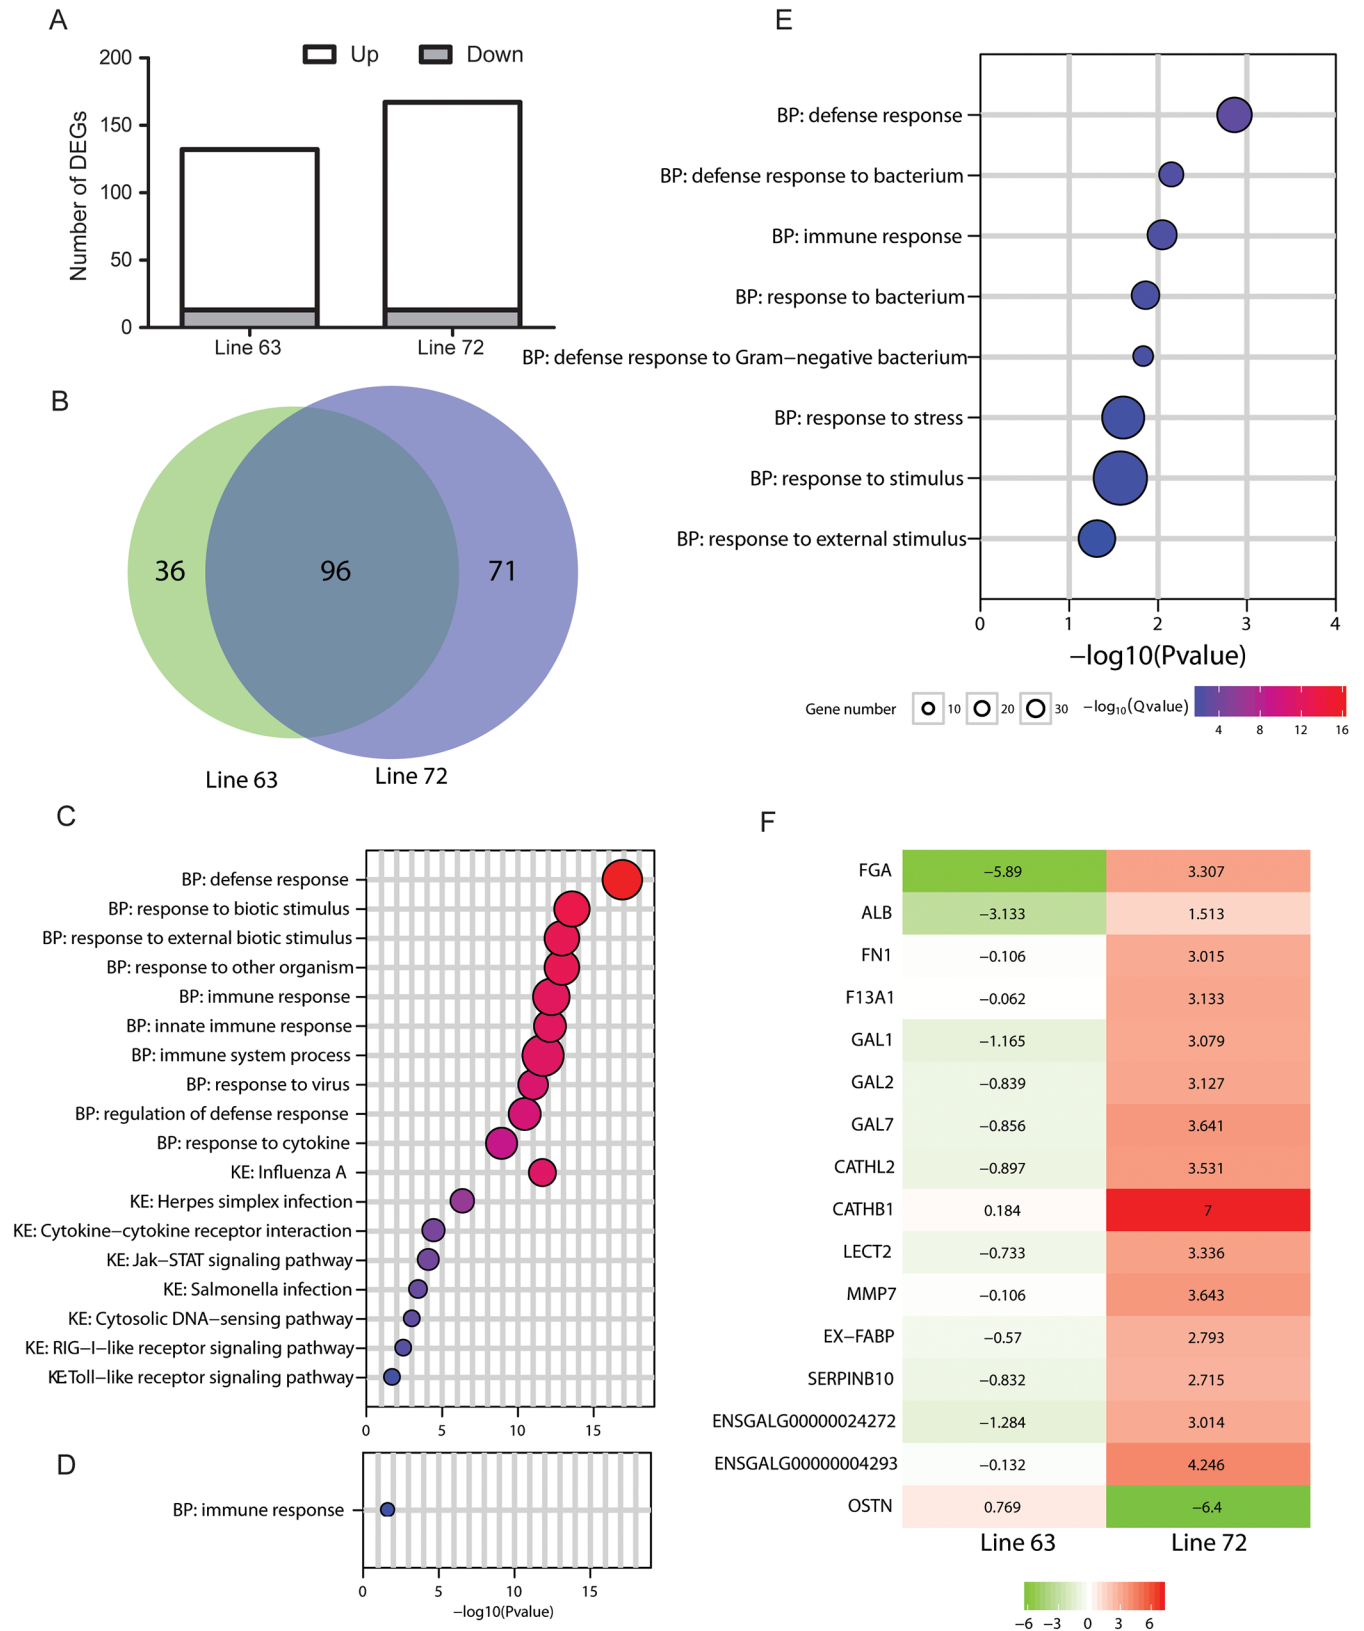 A
Up
Down
Number of DEGs
200
150
100
50
0
Line 63
Line 72
B
36
96
71
Line 63
Line 72
C
BP: defense response
BP: response to biotic stimulus
BP: response to external biotic stimulus
BP: response to other organism
BP: immune response
BP: innate immune response
BP: immune system process
BP: response to virus
BP: regulation of defense response
BP: response to cytokine
KE: Influenza A
KE: Herpes simplex infection
KE: Cytokine−cytokine receptor interaction
KE: Jak−STAT signaling pathway
KE: Salmonella infection
KE: Cytosolic DNA−sensing pathway
KE: RIG−I−like receptor signaling pathway
KE:Toll−like receptor signaling pathway
0 5 10 15
D
BP: immune response
0 5 10 15
−log10(Pvalue)
E
BP: defense response
BP: defense response to bacterium
BP: immune response
BP: response to bacterium
BP: defense response to Gram−negative bacterium
BP: response to stress
BP: response to stimulus
BP: response to external stimulus
0 1 2 3 4
−log10(Pvalue)
Gene number 10 20 30 −log₁₀(Qvalue)
4 8 12 16
F
FGA −5.89 3.307
ALB −3.133 1.513
FN1 −0.106 3.015
F13A1 −0.062 3.133
GAL1 −1.165 3.079
GAL2 −0.839 3.127
GAL7 −0.856 3.641
CATHL2 −0.897 3.531
CATHB1 0.184 7
LECT2 −0.733 3.336
MMP7 −0.106 3.643
EX−FABP −0.57 2.793
SERPINB10 −0.832 2.715
ENSGALG00000024272 −1.284 3.014
ENSGALG00000004293 −0.132 4.246
OSTN 0.769 −6.4
Line 63 Line 72
−6 −3 0 3 6